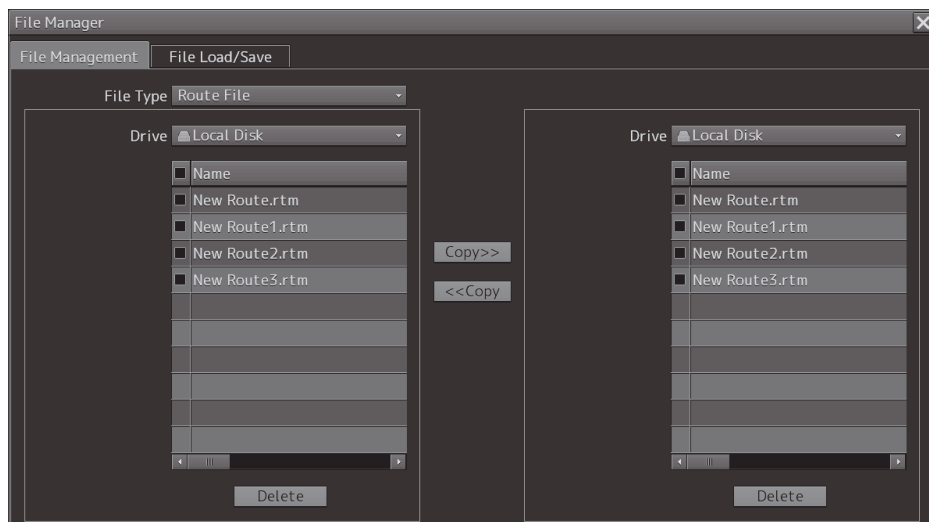 File Manager
File Management
File Load/Save
File Type Route File
Drive Local Disk
Name
New Route.rtm
New Route1.rtm
New Route2.rtm
New Route3.rtm
Delete
Copy>>
<<Copy
Drive Local Disk
Name
New Route.rtm
New Route1.rtm
New Route2.rtm
New Route3.rtm
Delete